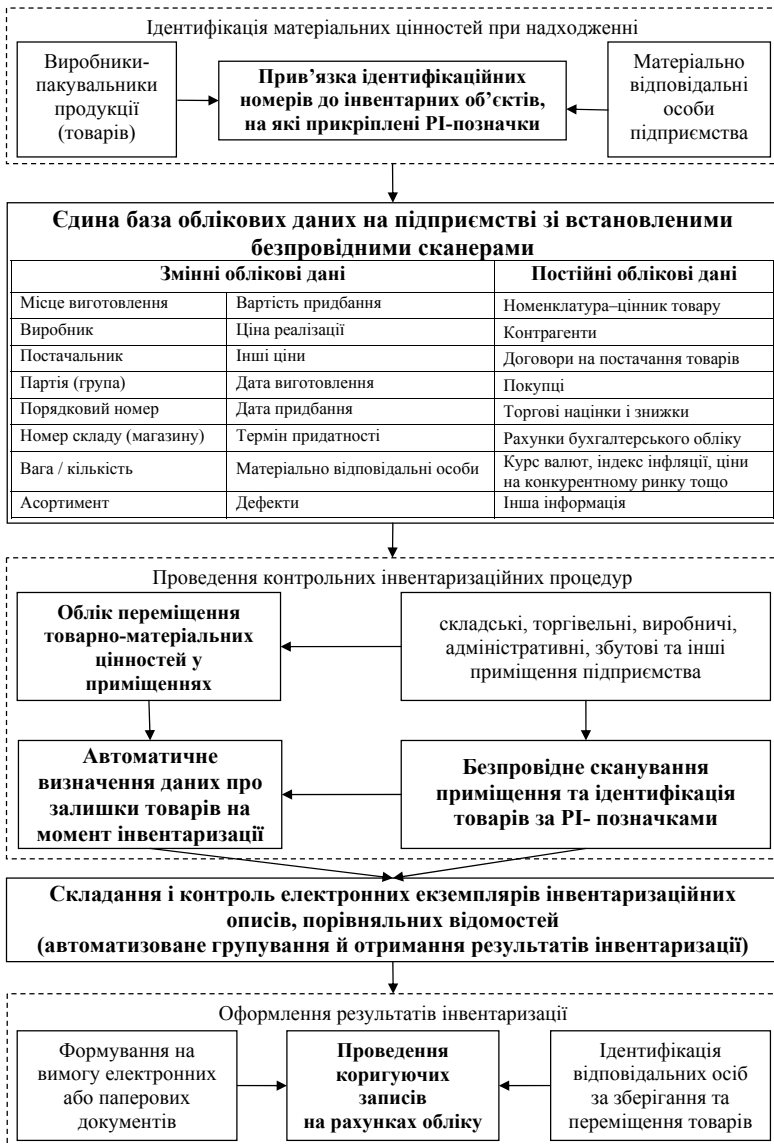 Ідентифікація матеріальних цінностей при надходженні
Виробники-
пакувальники
продукції
(товарів)
Прив’язка ідентифікаційних
номерів до інвентарних об’єктів,
на які прикріплені РІ-позначки
Матеріально
відповідальні
особи
підприємства
Єдина база облікових даних на підприємстві зі встановленими
безпровідними сканерами
Змінні облікові дані
Постійні облікові дані
Місце виготовлення
Вартість придбання
Номенклатура–цінник товару
Виробник
Ціна реалізації
Контрагенти
Постачальник
Інші ціни
Договори на постачання товарів
Партія (група)
Дата виготовлення
Покупці
Порядковий номер
Дата придбання
Торгові націнки і знижки
Номер складу (магазину)
Термін придатності
Рахунки бухгалтерського обліку
Вага / кількість
Матеріально відповідальні особи
Курс валют, індекс інфляції, ціни
на конкурентному ринку тощо
Асортимент
Дефекти
Інша інформація
Проведення контрольних інвентаризаційних процедур
Облік переміщення
товарно-матеріальних
цінностей у
приміщеннях
складські, торгівельні, виробничі,
адміністративні, збутові та інші
приміщення підприємства
Автоматичне
визначення даних про
залишки товарів на
момент інвентаризації
Безпровідне сканування
приміщення та ідентифікація
товарів за РІ- позначками
Складання і контроль електронних екземплярів інвентаризаційних
описів, порівняльних відомостей
(автоматизоване групування й отримання результатів інвентаризації)
Оформлення результатів інвентаризації
Формування на
вимогу електронних
або паперових
документів
Проведення
коригуючих
записів
на рахунках обліку
Ідентифікація
відповідальних осіб
за зберігання та
переміщення товарів